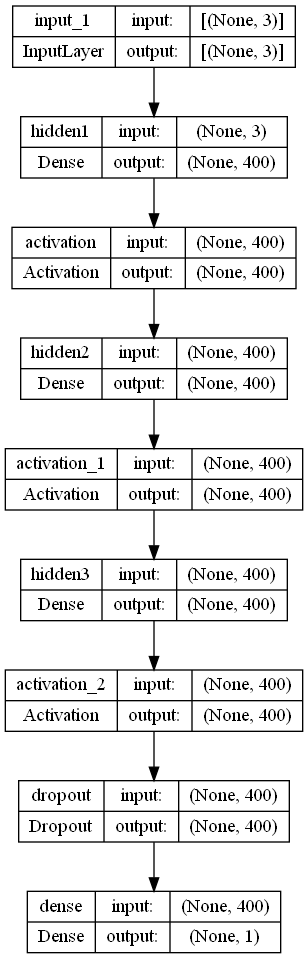 input_1 input: [(None, 3)]
InputLayer output: [(None, 3)]
hidden1 input: (None, 3)
Dense output: (None, 400)
activation input: (None, 400)
Activation output: (None, 400)
hidden2 input: (None, 400)
Dense output: (None, 400)
activation_1 input: (None, 400)
Activation output: (None, 400)
hidden3 input: (None, 400)
Dense output: (None, 400)
activation_2 input: (None, 400)
Activation output: (None, 400)
dropout input: (None, 400)
Dropout output: (None, 400)
dense input: (None, 400)
Dense output: (None, 1)